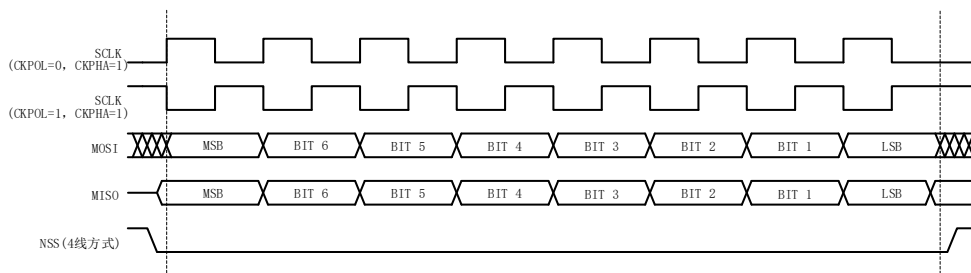 SCLK
(CKPOL=0, CKPHA=1)
SCLK
(CKPOL=1, CKPHA=1)
MOSI MSB BIT 6 BIT 5 BIT 4 BIT 3 BIT 2 BIT 1 LSB
MISO MSB BIT 6 BIT 5 BIT 4 BIT 3 BIT 2 BIT 1 LSB
NSS(4线方式)